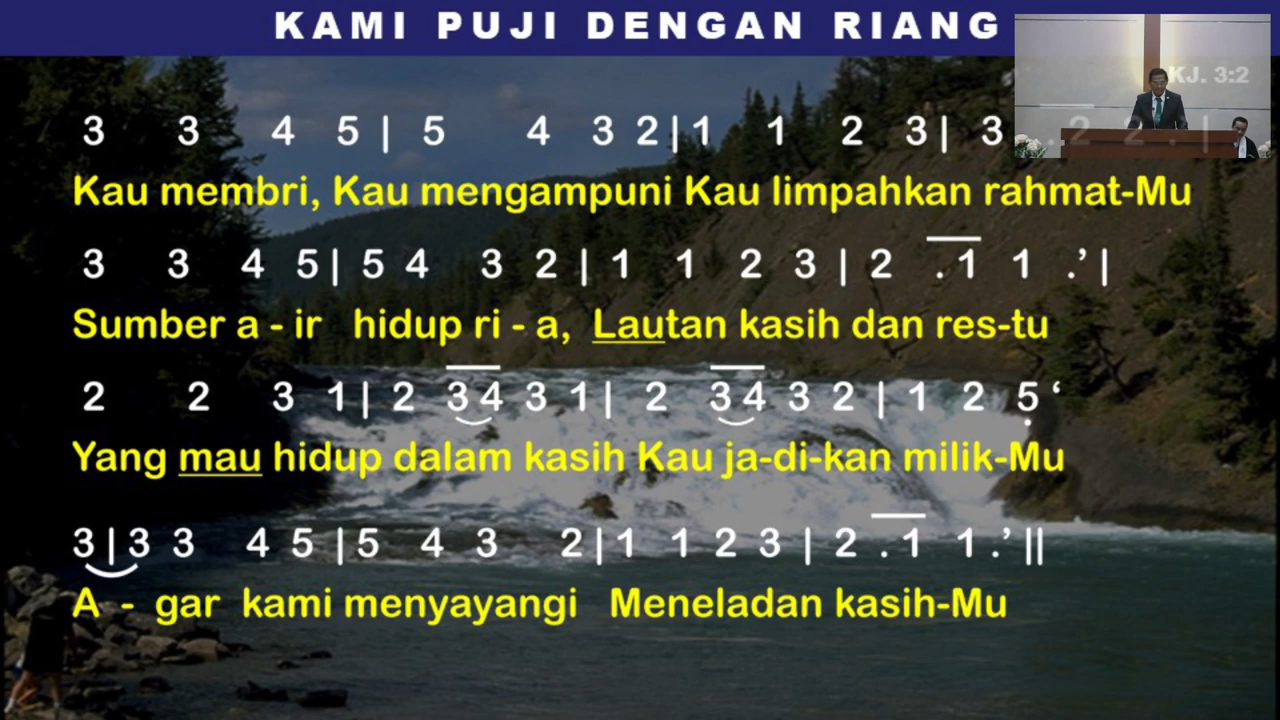 KAMI PUJI DENGAN RIANG
KJ. 3:2
3 3 4 5 | 5 4 3 2 | 1 1 2 3 | 3 . 2 2 . |
Kau membri, Kau mengampuni Kau limpahkan rahmat-Mu
3 3 4 5 | 5 4 3 2 | 1 1 2 3 | 2 . 1 1 .’ |
Sumber a - ir hidup ri - a, Lautan kasih dan res-tu
2 2 3 1 | 2 3 4 3 1 | 2 3 4 3 2 | 1 2 5 ‘
Yang mau hidup dalam kasih Kau ja-di-kan milik-Mu
3 | 3 3 4 5 | 5 4 3 2 | 1 1 2 3 | 2 . 1 1 .’ ||
A - gar kami menyayangi Meneladan kasih-Mu